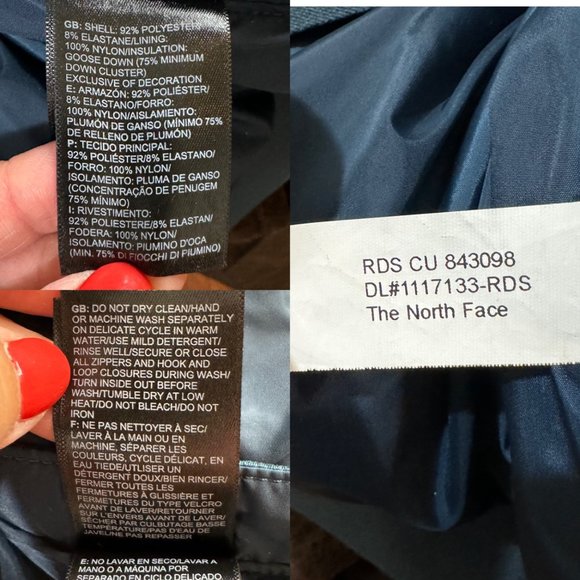 GB: SHELL: 92% POLYESTER/
8% ELASTANE/LINING:
100% NYLON/INSULATION:
GOOSE DOWN (75% MINIMUM
DOWN CLUSTER)
EXCLUSIVE OF DECORATION
E: ARMAZÓN: 92% POLIÉSTER/
8% ELASTANO/FORRO:
100% NYLON/AISLAMIENTO:
PLUMÓN DE GANSO (MÍNIMO 75%
DE RELLENO DE PLUMÓN)
P: TECIDO PRINCIPAL:
92% POLIÉSTER/8% ELASTANO/
FORRO: 100% NYLON/
ISOLAMENTO: PLUMA DE GANSO
(CONCENTRAÇÃO DE PENUGEM
75% MÍNIMO)
I: RIVESTIMENTO:
92% POLIESTERE/8% ELASTAN/
FODERA: 100% NYLON/
ISOLAMENTO: PIUMINO D'OCA
(MIN. 75% DI FIOCCHI DI PIUMINO)
RDS CU 843098
DL#1117133-RDS
The North Face
GB: DO NOT DRY CLEAN/HAND
OR MACHINE WASH SEPARATELY
ON DELICATE CYCLE IN WARM
WATER/USE MILD DETERGENT/
RINSE WELL/SECURE OR CLOSE
ALL ZIPPERS AND HOOK AND
LOOP CLOSURES DURING WASH/
TURN INSIDE OUT BEFORE
WASH/TUMBLE DRY AT LOW
HEAT/DO NOT BLEACH/DO NOT
IRON
F: NE PAS NETTOYER À SEC/
LAVER À LA MAIN OU EN
MACHINE, SÉPARER LES
COULEURS, CYCLE DÉLICAT, EN
EAU TIEDE/UTILISER UN
DÉTERGENT DOUX/BIEN RINCER/
FERMER TOUTES LES
FERMETURES À GLISSIÈRE ET
FERMETURES DU TYPE VELCRO
AVANT DE LAVER/RETOURNER
SUR L'ENVERS AVANT DE LAVER/
SÉCHER PAR CULBUTAGE BASSE
TEMPÉRATURE/PAS D'EAU DE
JAVEL/NE PAS REPASSER
E: NO LAVAR EN SECO/LAVAR A
MANO O A MÁQUINA POR
SEPARADO EN CICLO DELICADO